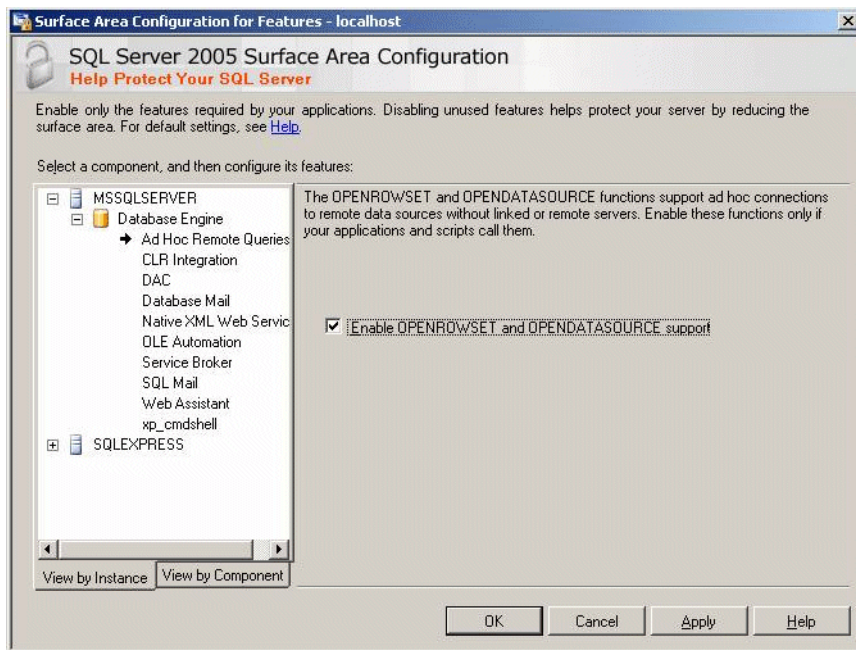 Surface Area Configuration for Features - localhost
SQL Server 2005 Surface Area Configuration
Help Protect Your SQL Server
Enable only the features required by your applications. Disabling unused features helps protect your server by reducing the
surface area. For default settings, see Help.
Select a component, and then configure its features:
MSSQLSERVER
Database Engine
Ad Hoc Remote Queries
CLR Integration
DAC
Database Mail
Native XML Web Servic
OLE Automation
Service Broker
SQL Mail
Web Assistant
xp_cmdshell
SQLEXPRESS
View by Instance
View by Component
The OPENROWSET and OPENDATASOURCE functions support ad hoc connections
to remote data sources without linked or remote servers. Enable these functions only if
your applications and scripts call them.
Enable OPENROWSET and OPENDATASOURCE support
OK
Cancel
Apply
Help